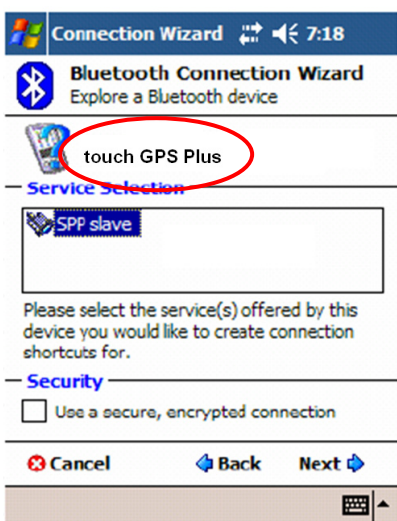 Connection Wizard 7:18
Bluetooth Connection Wizard
Explore a Bluetooth device
touch GPS Plus
Service Selection
SPP slave
Please select the service(s) offered by this
device you would like to create connection
shortcuts for.
Security
Use a secure, encrypted connection
Cancel Back Next